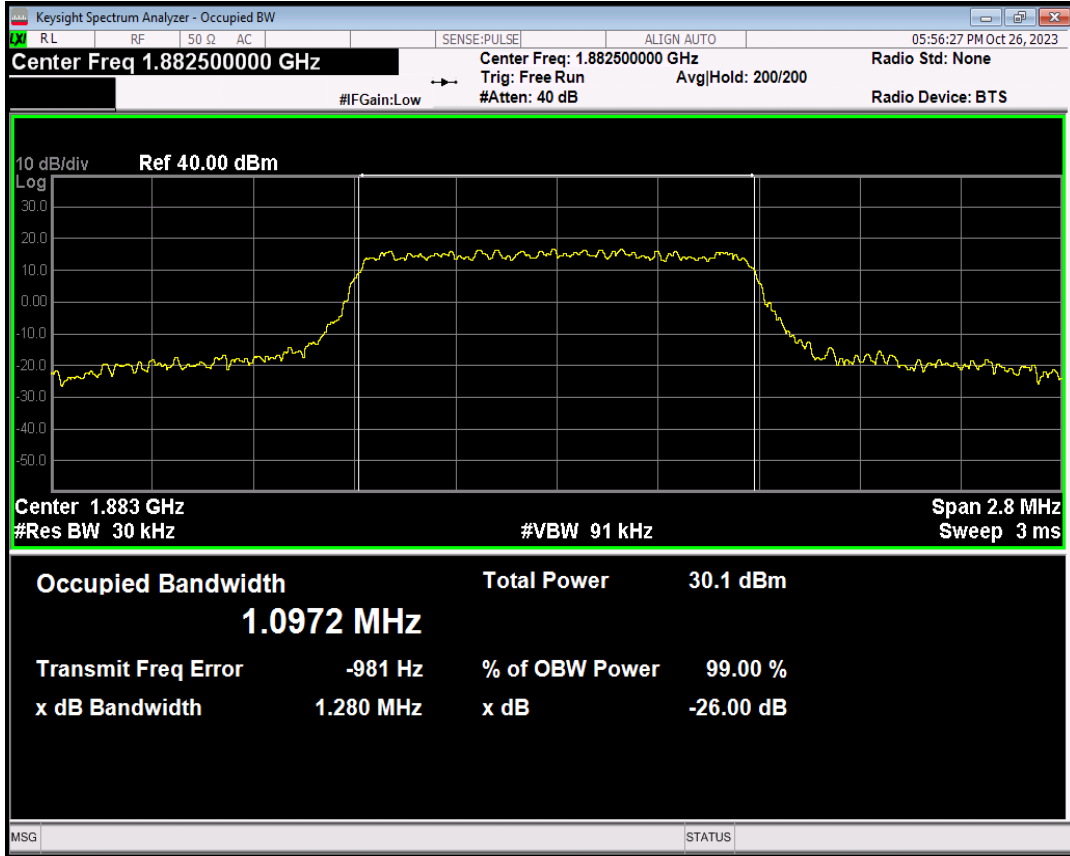 Keysight Spectrum Analyzer - Occupied BW
LXI RL RF 50 Ω AC SENSE:PULSE ALIGN AUTO 05:56:27 PM Oct 26, 2023
Center Freq 1.882500000 GHz Center Freq: 1.882500000 GHz Radio Std: None
Trig: Free Run Avg|Hold: 200/200
#IFGain:Low #Atten: 40 dB Radio Device: BTS
10 dB/div Ref 40.00 dBm
Log
30.0
20.0
10.0
0.00
-10.0
-20.0
-30.0
-40.0
-50.0
Center 1.883 GHz Span 2.8 MHz
#Res BW 30 kHz #VBW 91 kHz Sweep 3 ms
Occupied Bandwidth Total Power 30.1 dBm
1.0972 MHz
Transmit Freq Error -981 Hz % of OBW Power 99.00 %
x dB Bandwidth 1.280 MHz x dB -26.00 dB
MSG STATUS